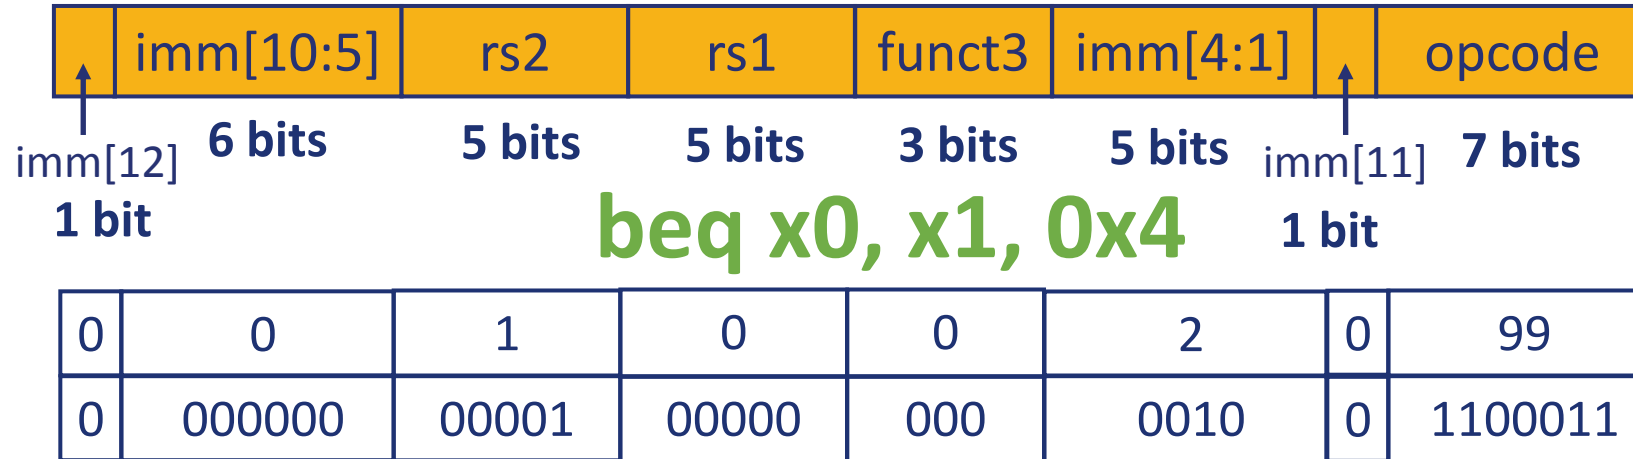 imm[10:5] rs2 rs1 funct3 imm[4:1] opcode
6 bits 5 bits 5 bits 3 bits 5 bits 7 bits
imm[12] imm[11]
1 bit 1 bit
beq x0, x1, 0x4
0 0 1 0 0 2 0 99
0 000000 00001 00000 000 0010 0 1100011